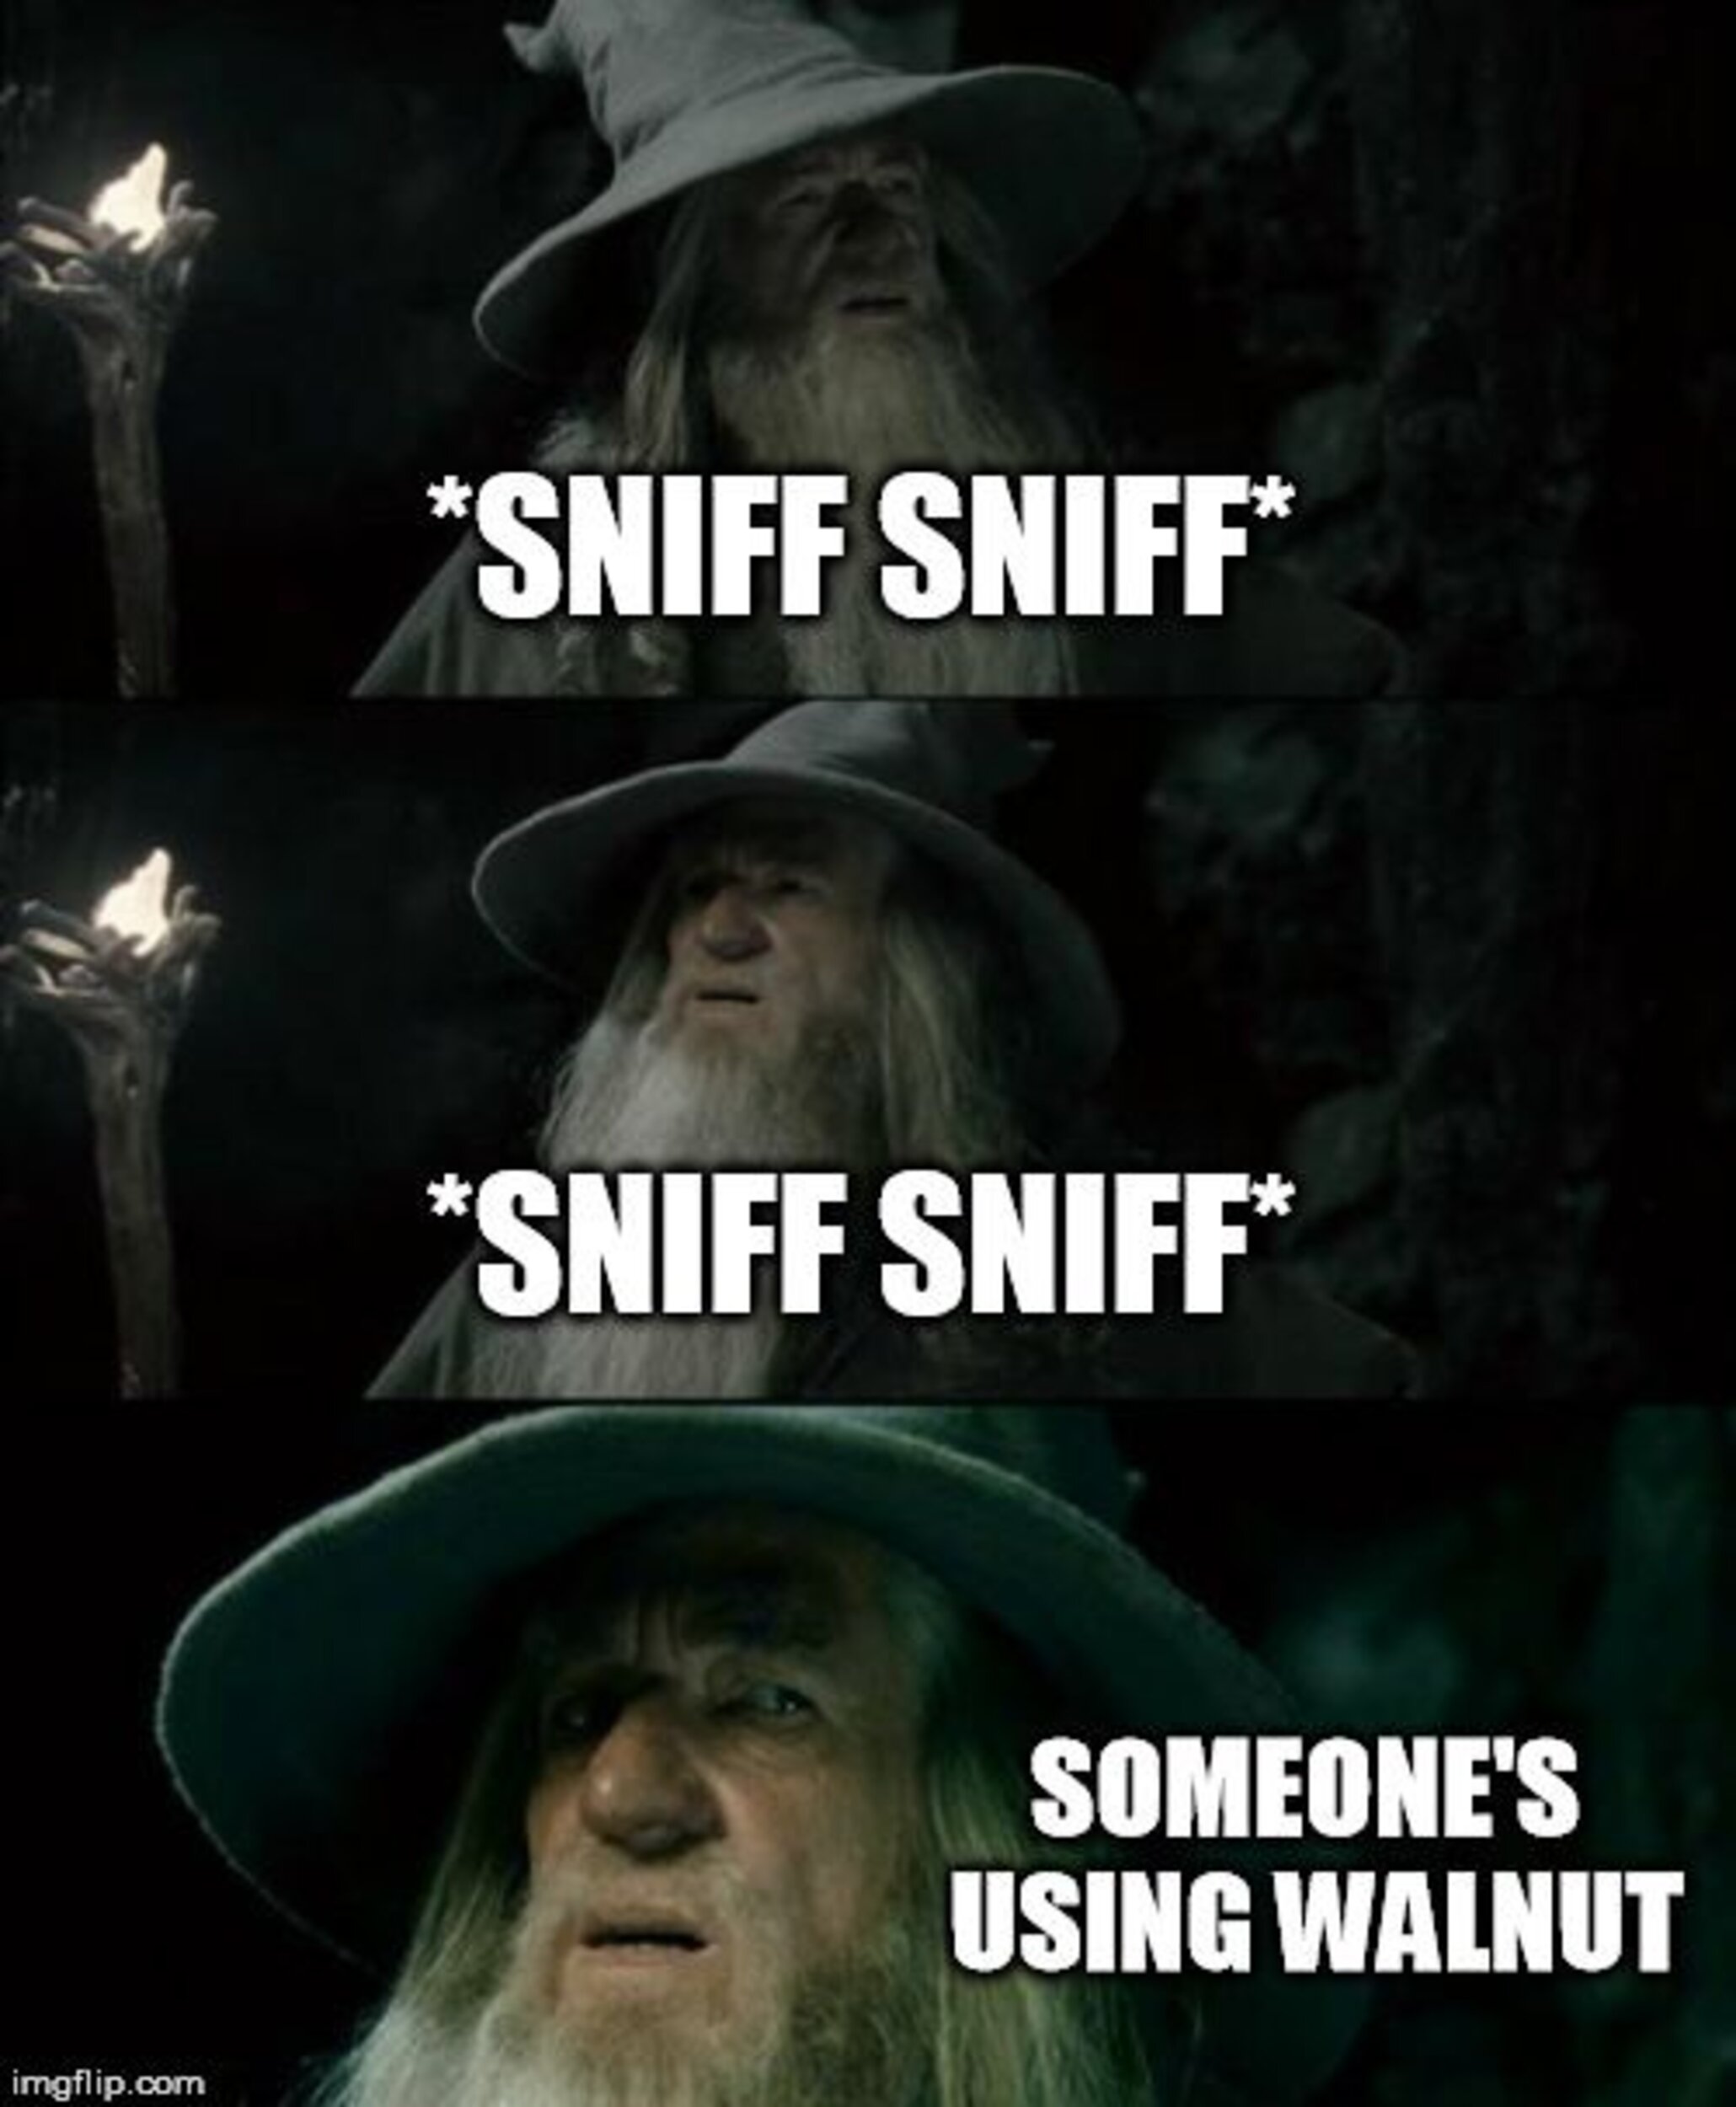 *SNIFF SNIFF*
*SNIFF SNIFF*
SOMEONE'S
USING WALNUT
imgflip.com